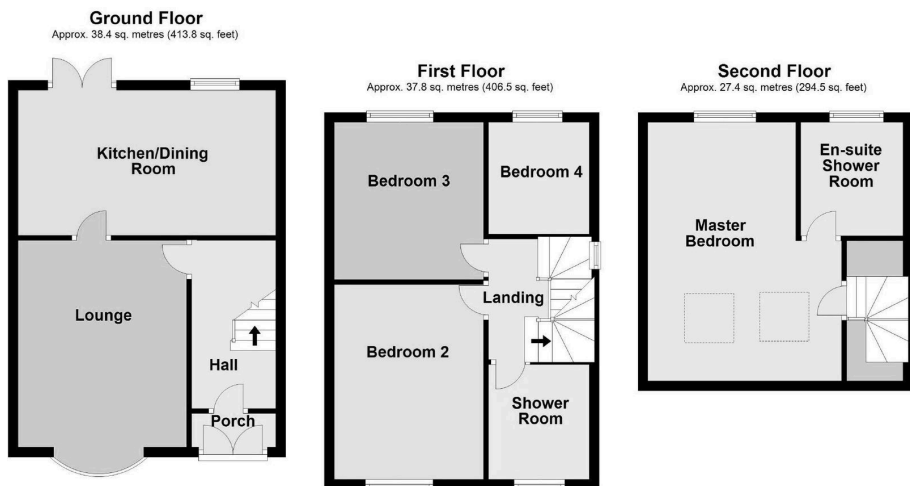 Ground Floor
Approx. 38.4 sq. metres (413.8 sq. feet)
Kitchen/Dining
Room
Lounge
Hall
Porch
First Floor
Approx. 37.8 sq. metres (406.5 sq. feet)
Bedroom 3
Bedroom 4
Landing
Bedroom 2
Shower
Room
Second Floor
Approx. 27.4 sq. metres (294.5 sq. feet)
En-suite
Shower
Room
Master
Bedroom